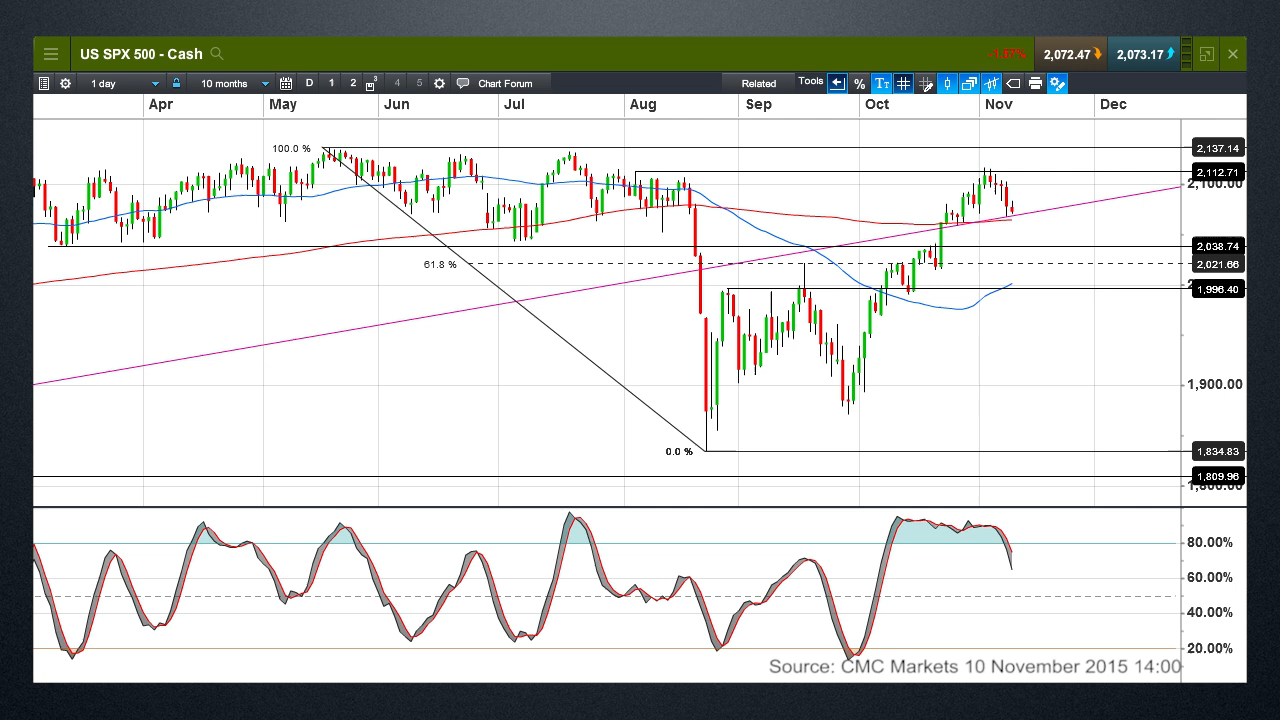 US SPX 500 - Cash
2,072.47
2,073.17
1 day
10 months
D 1 2 3 4 5
Chart Forum
Related
Tools
%
Tт
Apr May Jun Jul Aug Sep Oct Nov Dec
100.0 %
2,137.14
2,112.71
2,100.00
2,038.74
61.8 %
2,021.66
1,996.40
1,900.00
0.0 %
1,834.83
1,809.96
80.00%
60.00%
40.00%
20.00%
Source: CMC Markets 10 November 2015 14:00